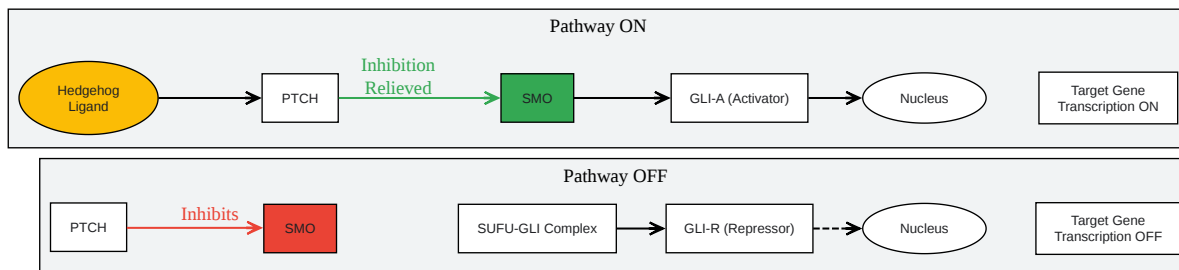 Pathway ON
Hedgehog
Ligand
PTCH
Inhibition
Relieved
SMO
GLI-A (Activator)
Nucleus
Target Gene
Transcription ON
Pathway OFF
PTCH
Inhibits
SMO
SUFU-GLI Complex
GLI-R (Repressor)
Nucleus
Target Gene
Transcription OFF